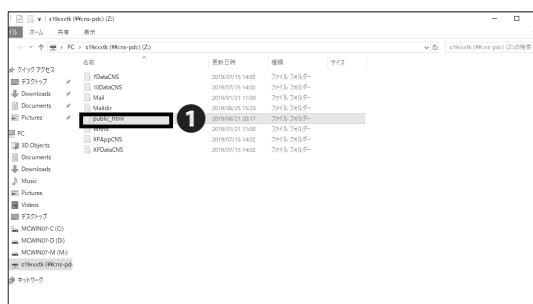 s19xxxtk (¥¥cns-pdc) (Z:)
ホーム 共有 表示
PC > s19xxxtk (¥¥cns-pdc) (Z:)
s19xxxtk (¥¥cns-pdc) (Z:)の検索
名前 更新日時 種類 サイズ
7DataCNS 2019/07/15 14:02 ファイル フォルダー
10DataCNS 2019/07/15 14:02 ファイル フォルダー
Mail 2019/01/21 11:00 ファイル フォルダー
Maildir 2019/06/25 15:20 ファイル フォルダー
public_html 2019/06/21 20:17 ファイル フォルダー
1
2019/01/21 11:00 ファイル フォルダー
XPAppCNS 2019/07/15 14:02 ファイル フォルダー
XPDataCNS 2019/07/15 14:02 ファイル フォルダー
クイック アクセス
デスクトップ
Downloads
Documents
Pictures
PC
3D Objects
Documents
Downloads
Music
Pictures
Videos
デスクトップ
MCWIN07-C (C:)
MCWIN07-D (D:)
MCWIN07-M (M:)
s19xxxtk (¥¥cns-pd
ネットワーク